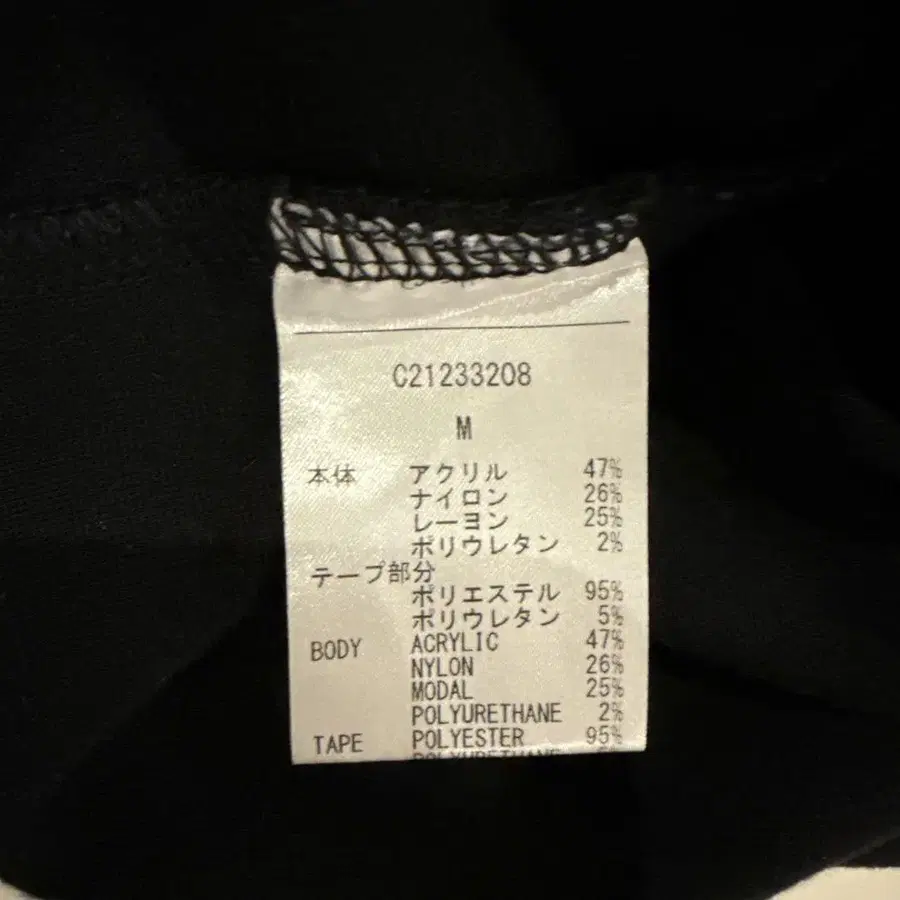 C21233208
M
本体 アクリル 47%
ナイロン 26%
レーヨン 25%
ポリウレタン 2%
テープ部分
ポリエステル 95%
ポリウレタン 5%
BODY ACRYLIC 47%
NYLON 26%
MODAL 25%
POLYURETHANE 2%
TAPE POLYESTER 95%